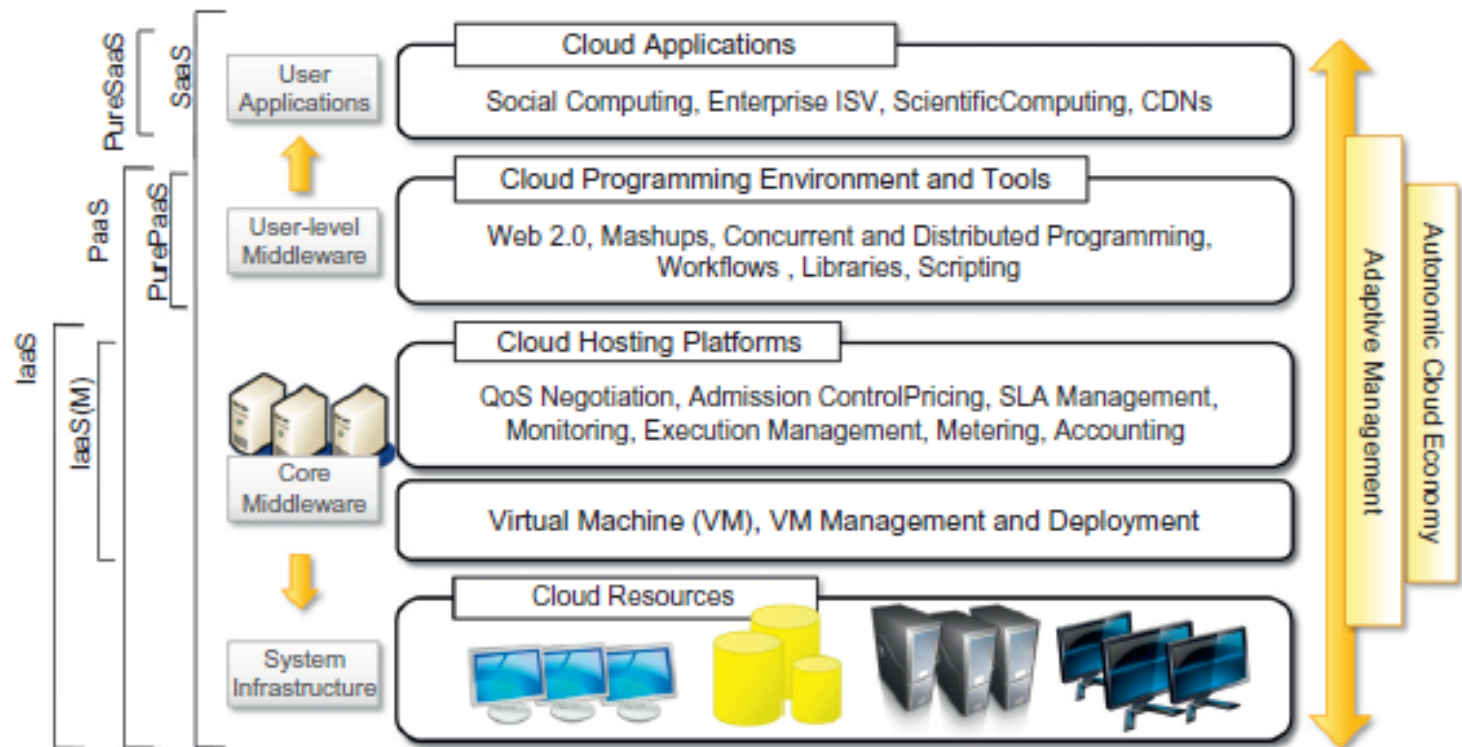 PureSaaS
SaaS
PaaS
PurePaaS
IaaS
IaaS(M)
User
Applications
Cloud Applications
Social Computing, Enterprise ISV, ScientificComputing, CDNs
User-level
Middleware
Cloud Programming Environment and Tools
Web 2.0, Mashups, Concurrent and Distributed Programming,
Workflows , Libraries, Scripting
Cloud Hosting Platforms
QoS Negotiation, Admission ControlPricing, SLA Management,
Monitoring, Execution Management, Metering, Accounting
Core
Middleware
Virtual Machine (VM), VM Management and Deployment
Cloud Resources
System
Infrastructure
Adaptive Management
Autonomic Cloud Economy